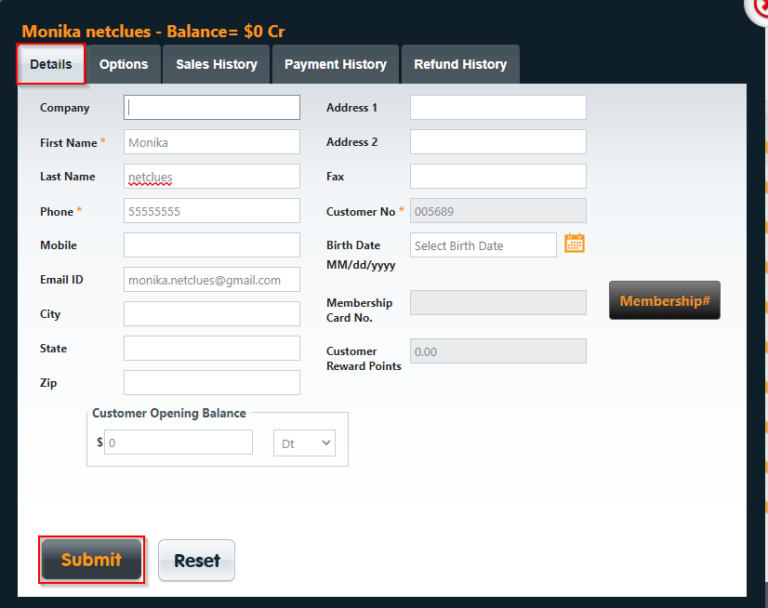 Monika netclues - Balance= $0 Cr
Details Options Sales History Payment History Refund History
Company Address 1
First Name * Monika Address 2
Last Name netclues Fax
Phone * 55555555 Customer No * 005689
Mobile Birth Date Select Birth Date
MM/dd/yyyy
Email ID monika.netclues@gmail.com
City Membership Card No. Membership#
State Customer Reward Points 0.00
Zip
Customer Opening Balance
$ 0 Dt
Submit Reset